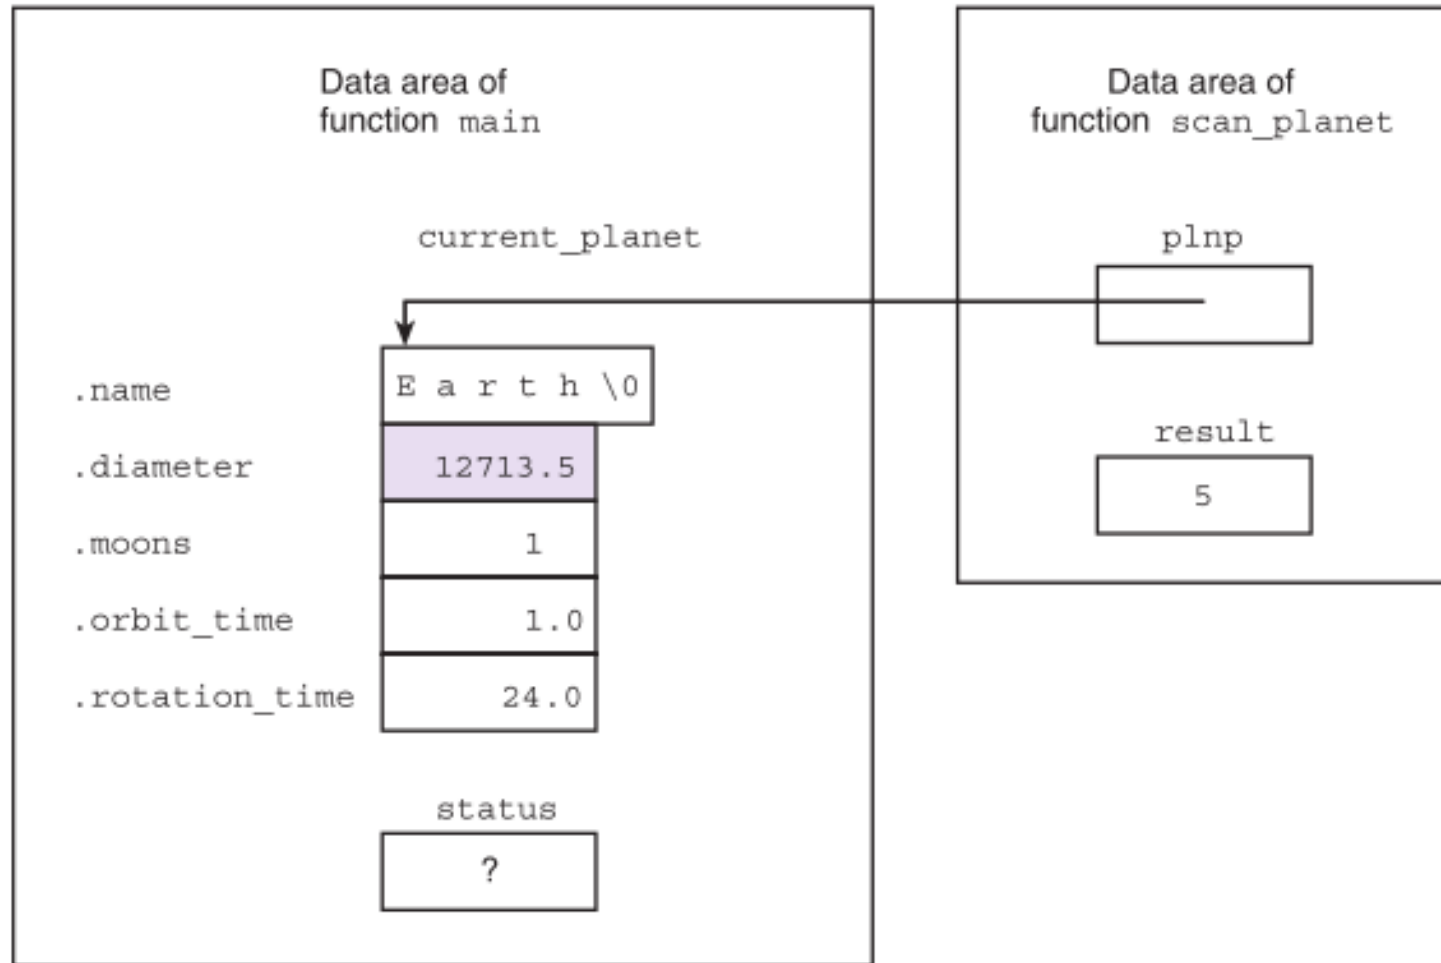 Data area of
function main
current_planet
.name
E a r t h \0
.diameter
12713.5
.moons
1
.orbit_time
1.0
.rotation_time
24.0
status
?
Data area of
function scan_planet
plnp
result
5